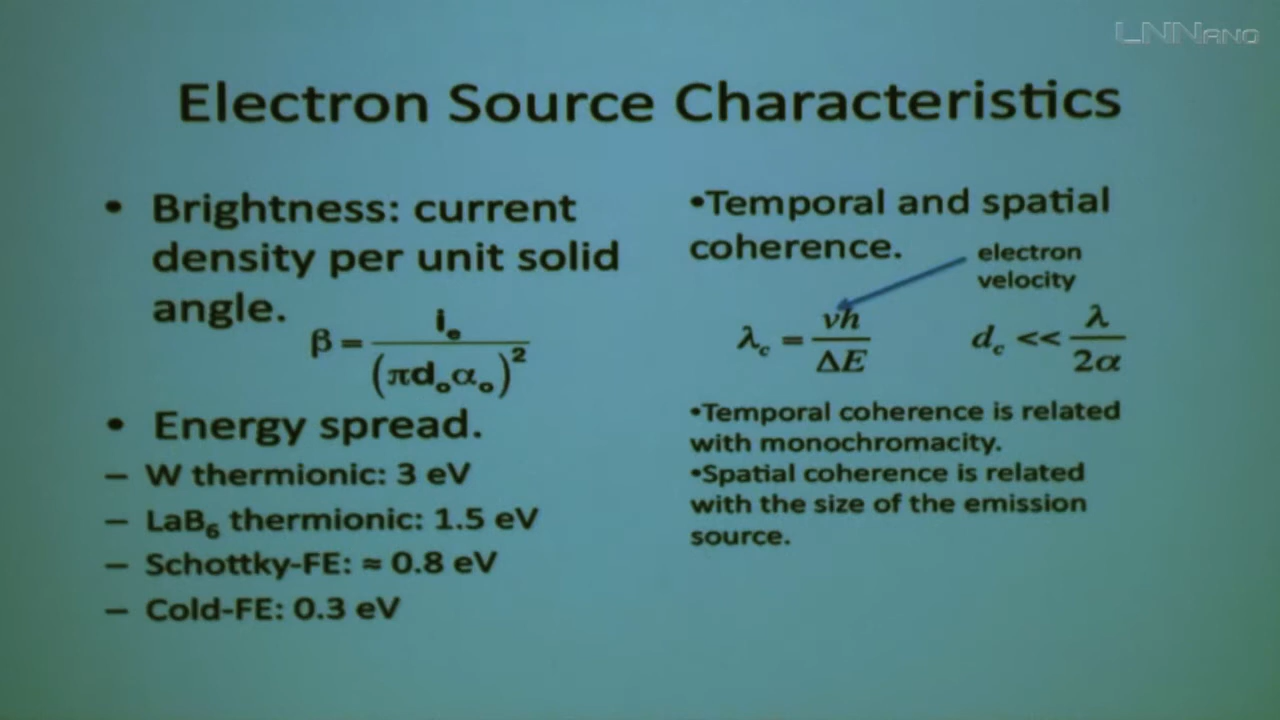 LNNano
Electron Source Characteristics
• Brightness: current
density per unit solid
angle.
β = i_e / (πd_oα_o)^2
• Energy spread.
– W thermionic: 3 eV
– LaB₆ thermionic: 1.5 eV
– Schottky-FE: ≈ 0.8 eV
– Cold-FE: 0.3 eV
•Temporal and spatial
coherence.
electron
velocity
λ_c = vh / ΔE
d_c << λ / 2α
•Temporal coherence is related
with monochromacity.
•Spatial coherence is related
with the size of the emission
source.